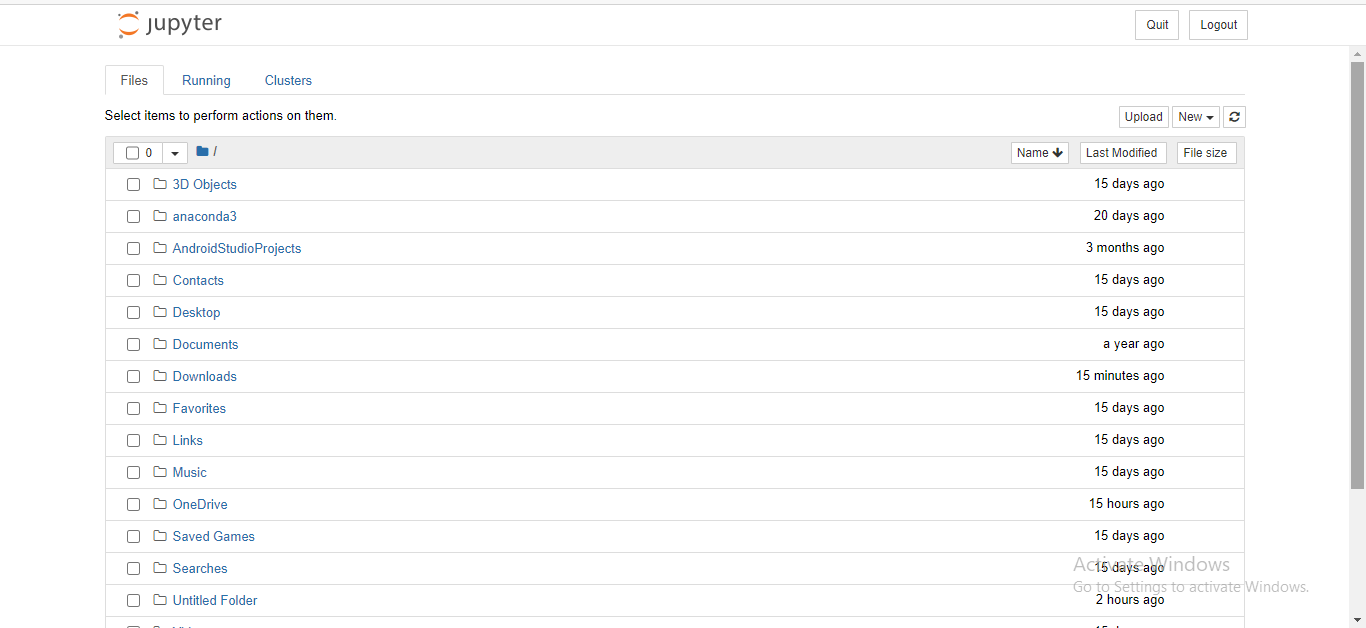 jupyter
Quit Logout
Files Running Clusters
Select items to perform actions on them.
Upload New
0 / Name Last Modified File size
3D Objects 15 days ago
anaconda3 20 days ago
AndroidStudioProjects 3 months ago
Contacts 15 days ago
Desktop 15 days ago
Documents a year ago
Downloads 15 minutes ago
Favorites 15 days ago
Links 15 days ago
Music 15 days ago
OneDrive 15 hours ago
Saved Games 15 days ago
Searches 15 days ago
Activate Windows
Go to Settings to activate Windows.
Untitled Folder 2 hours ago